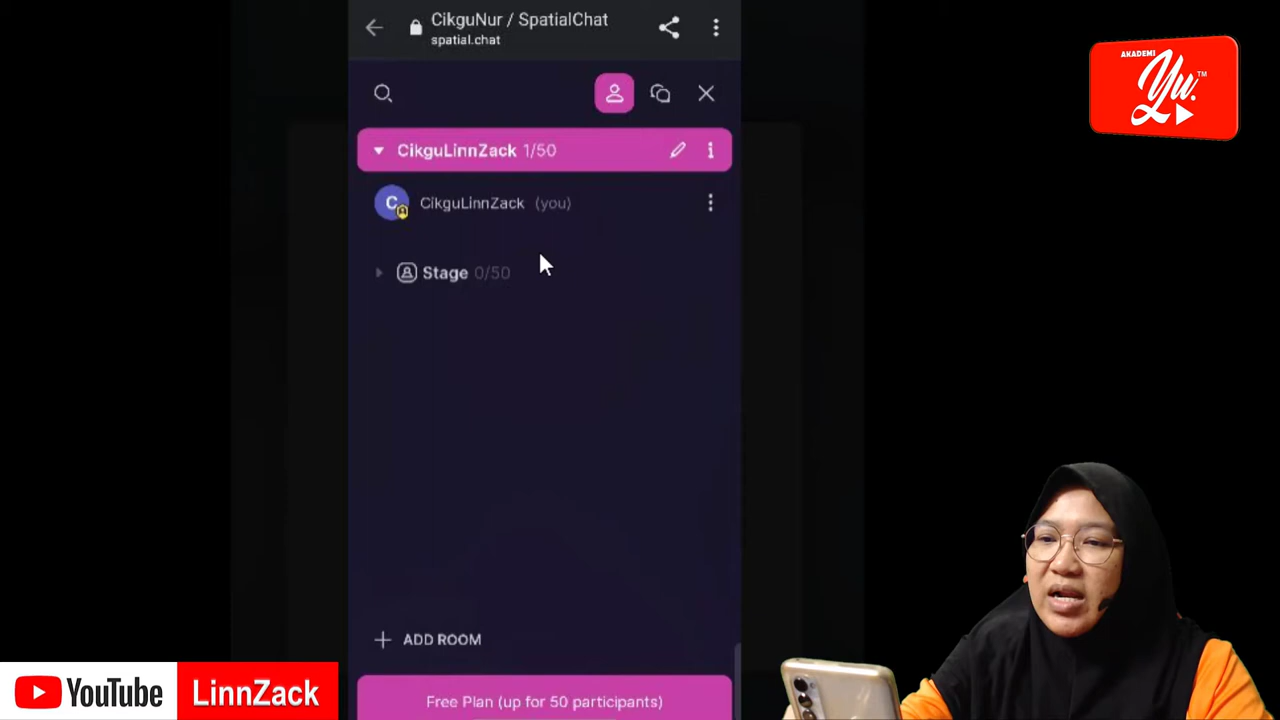 CikguNur / SpatialChat
spatial.chat
AKADEMI
Yu.
TM
CikguLinnZack 1/50
C
CikguLinnZack (you)
Stage 0/50
ADD ROOM
Free Plan (up for 50 participants)
YouTube
LinnZack